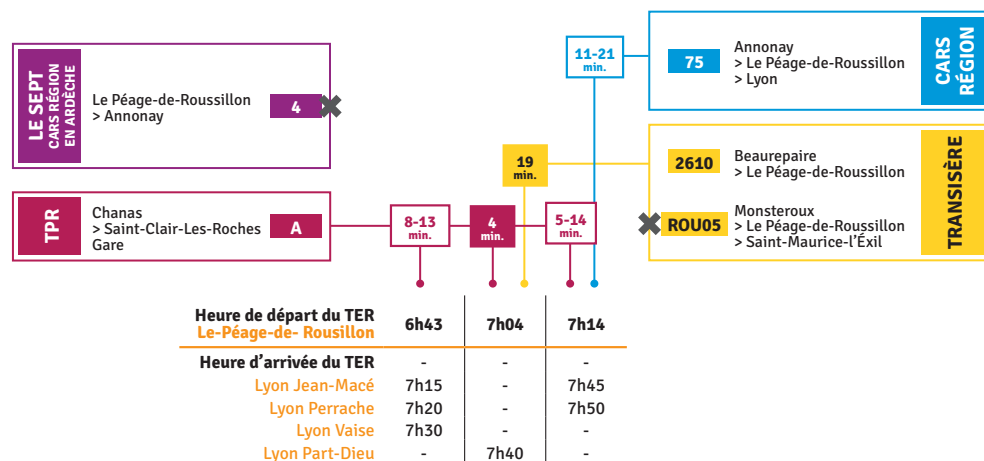 LE SEPT
CARS RÉGION
EN ARDÈCHE
Le Péage-de-Roussillon
> Annonay
4
TPR
Chanas
> Saint-Clair-Les-Roches
Gare
A
8-13
min.
4
min.
5-14
min.
19
min.
11-21
min.
75
Annonay
> Le Péage-de-Roussillon
> Lyon
CARS
RÉGION
2610
Beaurepaire
> Le Péage-de-Roussillon
ROU05
Monsteroux
> Le Péage-de-Roussillon
> Saint-Maurice-l’Éxil
TRANSISÈRE
Heure de départ du TER
Le-Péage-de- Rousillon
6h43 7h04 7h14
Heure d’arrivée du TER - - -
Lyon Jean-Macé 7h15 - 7h45
Lyon Perrache 7h20 - 7h50
Lyon Vaise 7h30 - -
Lyon Part-Dieu - 7h40 -